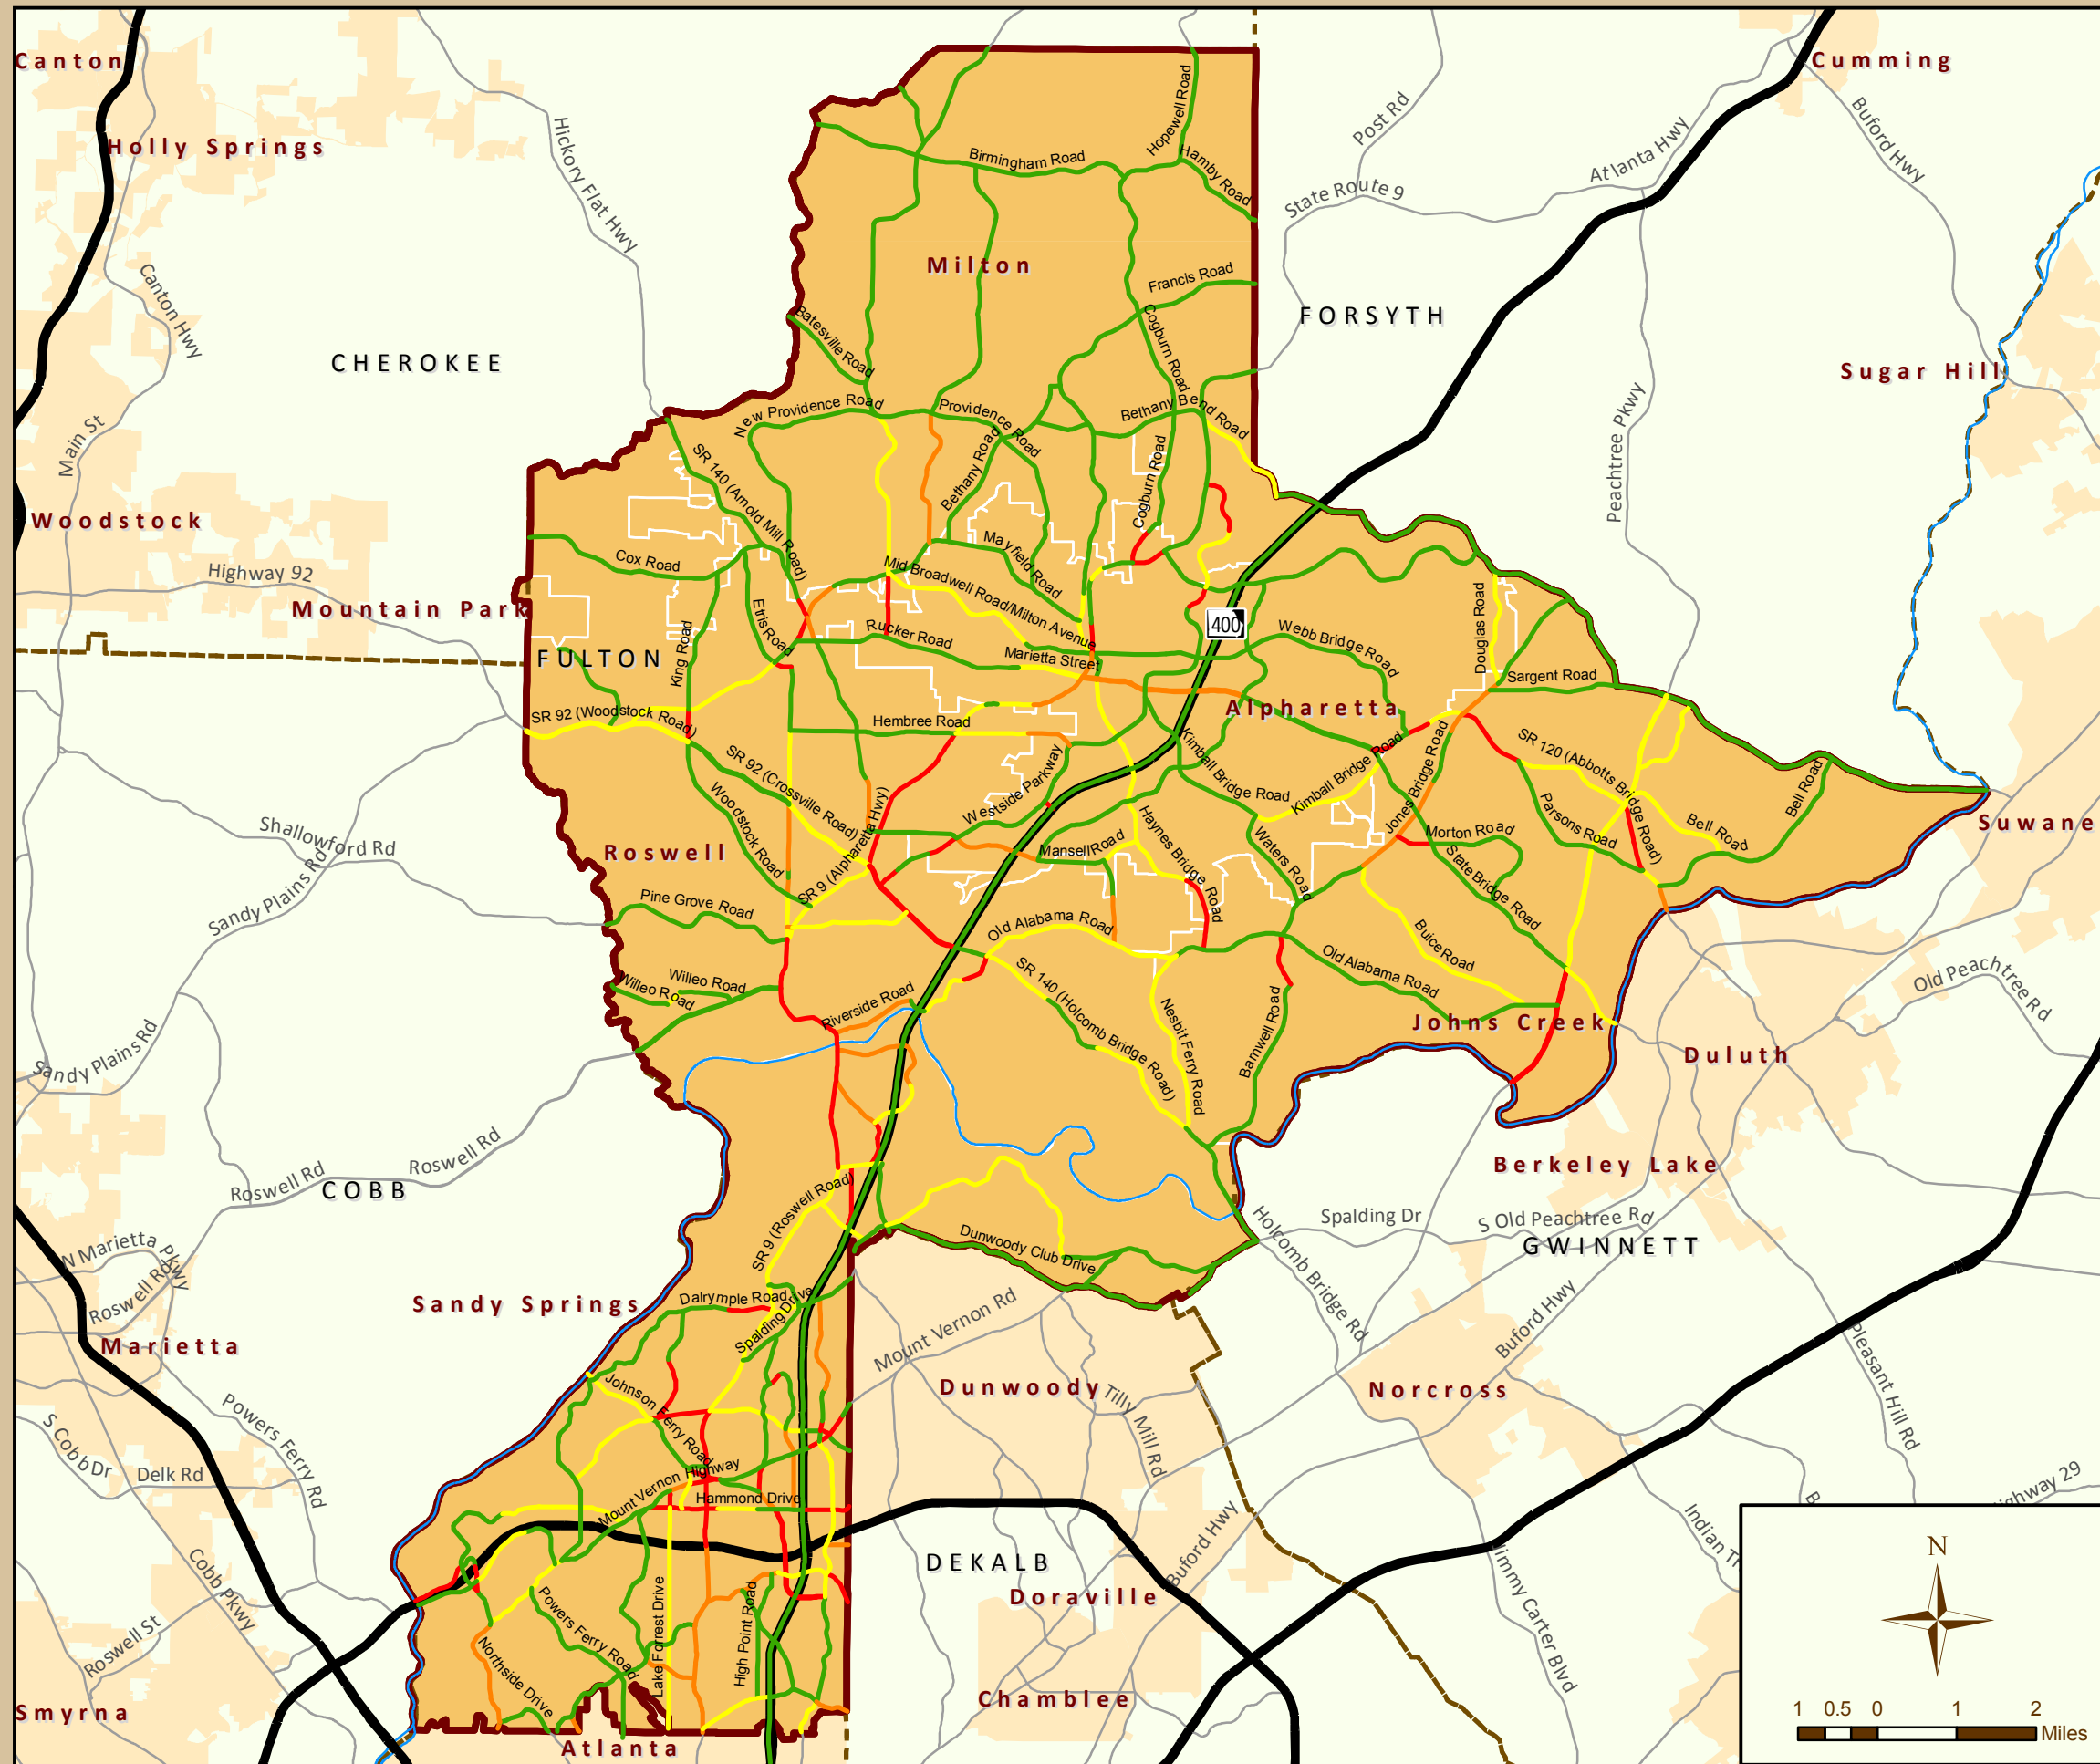 Canton
Cumming
Holly Springs
Hickory Flat Hwy
Hopewell Road
Post Rd
Buford Hwy
Atlanta Hwy
Birmingham Road
Hamby Road
State Route 9
Milton
Francis Road
Canton Hwy
FORSYTH
Batesville Road
Cogburn Road
CHEROKEE
Sugar Hill
New Providence Road
Providence Road
Bethany Bend Road
Peachtree Pkwy
Main St
SR 140 (Arnold Mill Road)
Bethany Road
Cogburn Road
Woodstock
Cox Road
Mayfield Road
Highway 92
Mid Broadwell Road/Milton Avenue
Mountain Park
Etris Road
Rucker Road
400
Webb Bridge Road
Douglas Road
FULTON
King Road
Marietta Street
Sargent Road
SR 92 (Woodstock Road)
Hembree Road
Alpharetta
Kimball Bridge Road
SR 120 (Abbotts Bridge Road)
SR 92 (Crossville Road)
Westside Parkway
Kimball Bridge Road
Jones Bridge Road
Bell Road
Woodstock Road
SR 9 (Alpharetta Hwy)
Haynes Bridge Road
Parsons Road
Bell Road
Suwane
Shallowford Rd
Roswell
Mansell Road
Waters Road
Morton Road
State Bridge Road
Sandy Plains Rd
Pine Grove Road
Old Alabama Road
Buice Road
Willeo Road
Willeo Road
SR 140 (Holcomb Bridge Road)
Old Alabama Road
Old Peachtree Rd
Riverside Road
Nesbit Ferry Road
Barnwell Road
Johns Creek
Sandy Plains Rd
Duluth
Roswell Rd
Roswell Rd
COBB
Berkeley Lake
SR 9 (Roswell Road)
Dunwoody Club Drive
Holcomb Bridge Rd
Spalding Dr
S Old Peachtree Rd
GWINNETT
N Marietta Pkwy
Roswell Rd
Sandy Springs
Dalrymple Road
Spalding Drive
Mount Vernon Rd
Buford Hwy
Pleasant Hill Rd
Marietta
Dunwoody
Tilly Mill Rd
Norcross
Johnson Ferry Road
Powers Ferry Rd
S Cobb Dr
Delk Rd
Mount Vernon Highway
Hammond Drive
Buford Hwy
Indian
Highway 29
Cobb Pkwy
DEKALB
Jimmy Carter Blvd
N
Doraville
Powers Ferry Road
Lake Forrest Drive
High Point Road
Roswell St
Northside Drive
Chamblee
Smyrna
Atlanta
1 0.5 0 1 2
Miles